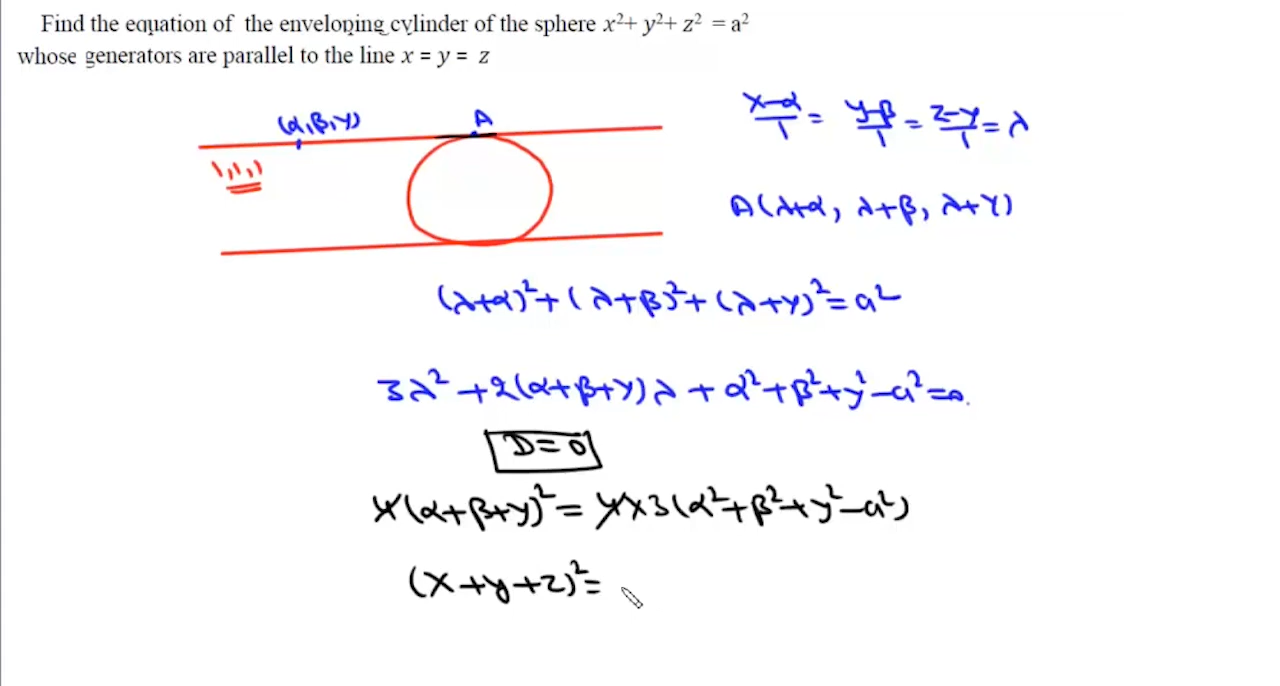 Find the equation of the enveloping cylinder of the sphere x²+ y²+ z² = a²
whose generators are parallel to the line x = y = z
(α,β,γ)
A
1,1,1
x-α/1 = y-β/1 = z-γ/1 = λ
A(λ+α, λ+β, λ+γ)
(λ+α)²+(λ+β)²+(λ+γ)²=a²
3λ²+2(α+β+γ)λ+α²+β²+γ²-a²=0.
D=0
4(α+β+γ)²=4×3(α²+β²+γ²-a²)
(x+y+z)²=